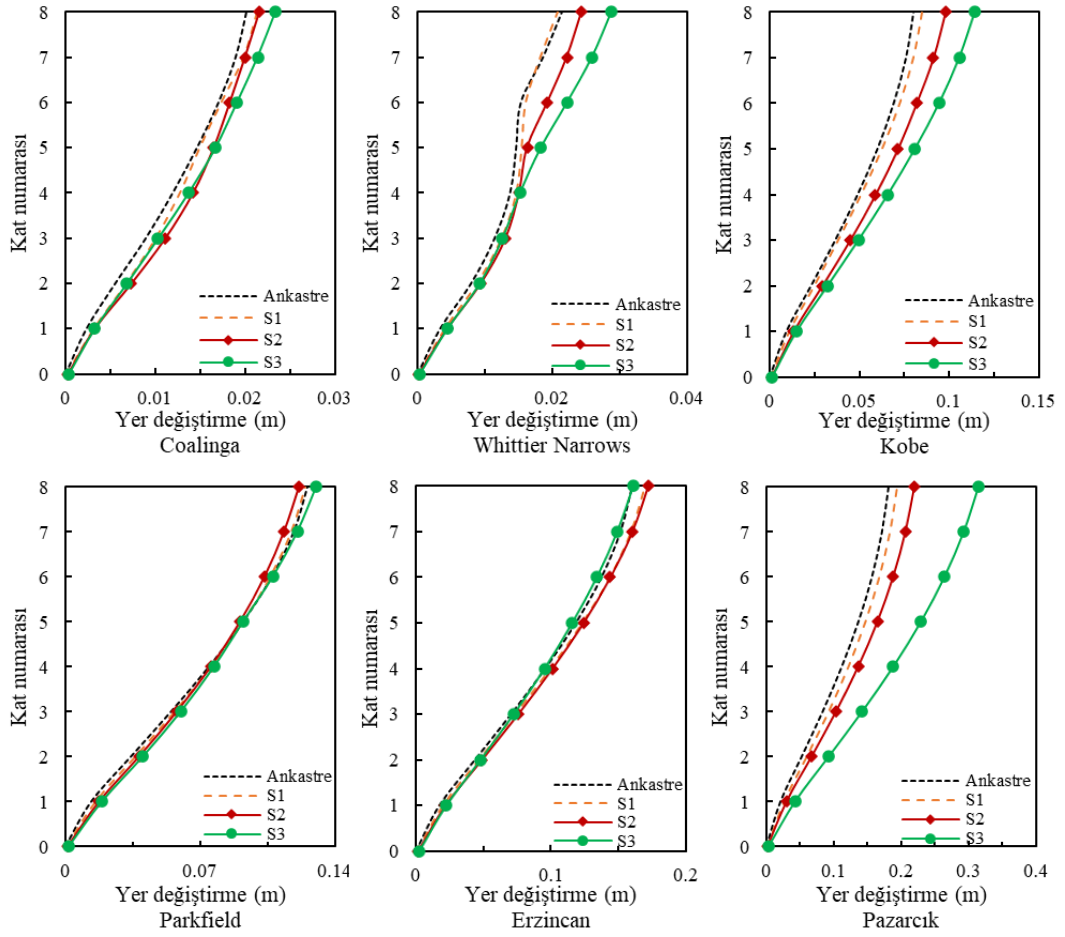 8
7
6
5
4
3
2
1
0
Kat numarası
Ankastre
S1
S2
S3
0
0.01
0.02
0.03
Yer değiştirme (m)
Coalinga
8
7
6
5
4
3
2
1
0
Kat numarası
Ankastre
S1
S2
S3
0
0.02
0.04
Yer değiştirme (m)
Whittier Narrows
8
7
6
5
4
3
2
1
0
Kat numarası
Ankastre
S1
S2
S3
0
0.05
0.1
0.15
Yer değiştirme (m)
Kobe
8
7
6
5
4
3
2
1
0
Kat numarası
Ankastre
S1
S2
S3
0
0.07
0.14
Yer değiştirme (m)
Parkfield
8
7
6
5
4
3
2
1
0
Kat numarası
Ankastre
S1
S2
S3
0
0.1
0.2
Yer değiştirme (m)
Erzincan
8
7
6
5
4
3
2
1
0
Kat numarası
Ankastre
S1
S2
S3
0
0.1
0.2
0.3
0.4
Yer değiştirme (m)
Pazarcık